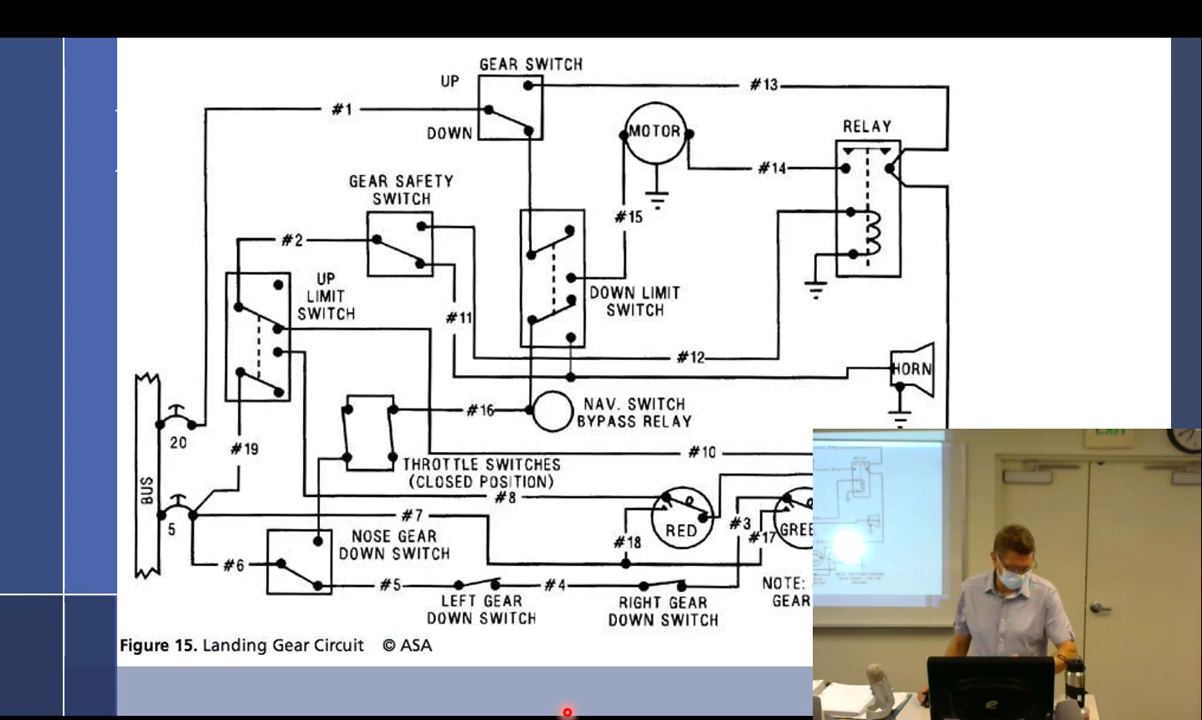 GEAR SWITCH
UP
#13
#1
DOWN
MOTOR
RELAY
#14
GEAR SAFETY
SWITCH
#15
#2
UP
LIMIT
SWITCH
DOWN LIMIT
SWITCH
#11
#12
HORN
NAV. SWITCH
BYPASS RELAY
#16
20
#19
#10
THROTTLE SWITCHES
(CLOSED POSITION)
BUS
#8
5
#7
RED
#3
#17
GREE
NOSE GEAR
DOWN SWITCH
#18
#6
#5
#4
LEFT GEAR
DOWN SWITCH
RIGHT GEAR
DOWN SWITCH
NOTE:
GEAR
Figure 15. Landing Gear Circuit © ASA